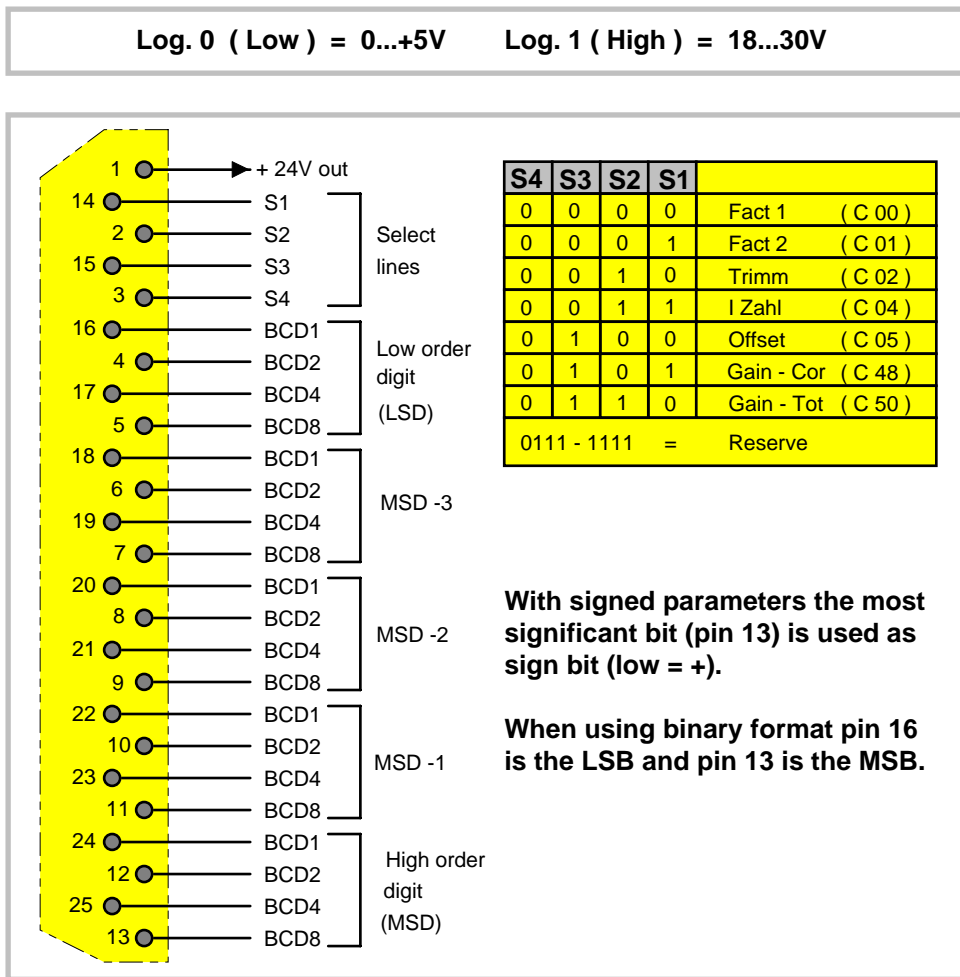 Log. 0 ( Low ) = 0...+5V Log. 1 ( High ) = 18...30V
1 + 24V out
14 S1
2 S2
15 S3
3 S4
Select
lines
16 BCD1
4 BCD2
17 BCD4
5 BCD8
Low order
digit
(LSD)
18 BCD1
6 BCD2
19 BCD4
7 BCD8
MSD -3
20 BCD1
8 BCD2
21 BCD4
9 BCD8
MSD -2
22 BCD1
10 BCD2
23 BCD4
11 BCD8
MSD -1
24 BCD1
12 BCD2
25 BCD4
13 BCD8
High order
digit
(MSD)
S4 S3 S2 S1
0 0 0 0 Fact 1 ( C 00 )
0 0 0 1 Fact 2 ( C 01 )
0 0 1 0 Trimm ( C 02 )
0 0 1 1 I Zahl ( C 04 )
0 1 0 0 Offset ( C 05 )
0 1 0 1 Gain - Cor ( C 48 )
0 1 1 0 Gain - Tot ( C 50 )
0111 - 1111 = Reserve
With signed parameters the most
significant bit (pin 13) is used as
sign bit (low = +).
When using binary format pin 16
is the LSB and pin 13 is the MSB.